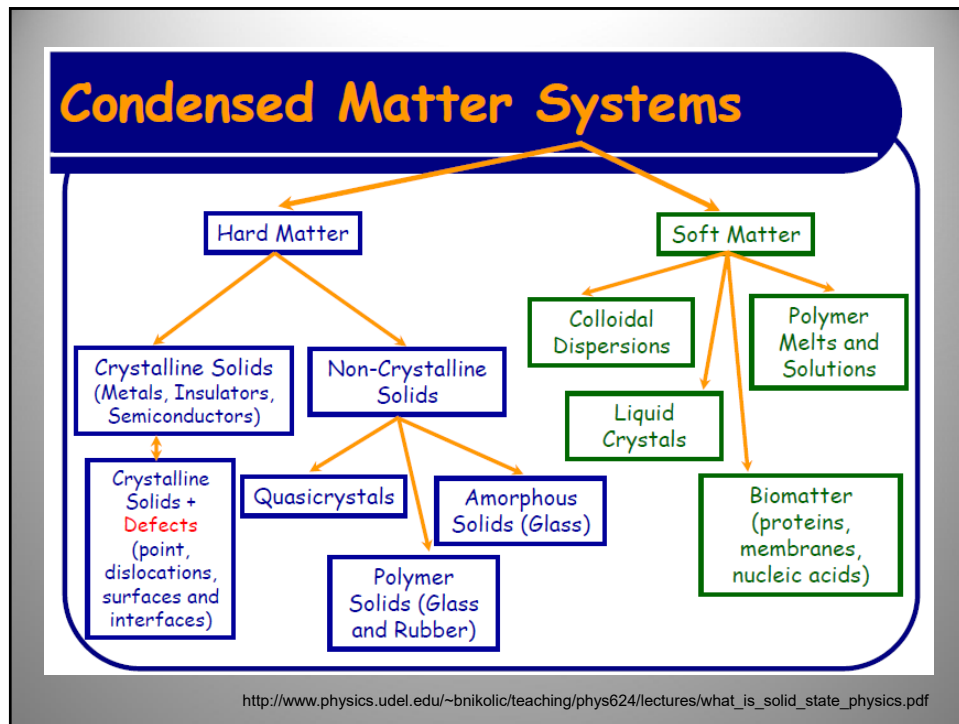 Condensed Matter Systems
Hard Matter
Soft Matter
Colloidal
Dispersions
Polymer
Melts and
Solutions
Crystalline Solids
(Metals, Insulators,
Semiconductors)
Non-Crystalline
Solids
Liquid
Crystals
Crystalline
Solids +
Defects
(point,
dislocations,
surfaces and
interfaces)
Quasicrystals
Amorphous
Solids (Glass)
Biomatter
(proteins,
membranes,
nucleic acids)
Polymer
Solids (Glass
and Rubber)
http://www.physics.udel.edu/~bnikolic/teaching/phys624/lectures/what_is_solid_state_physics.pdf